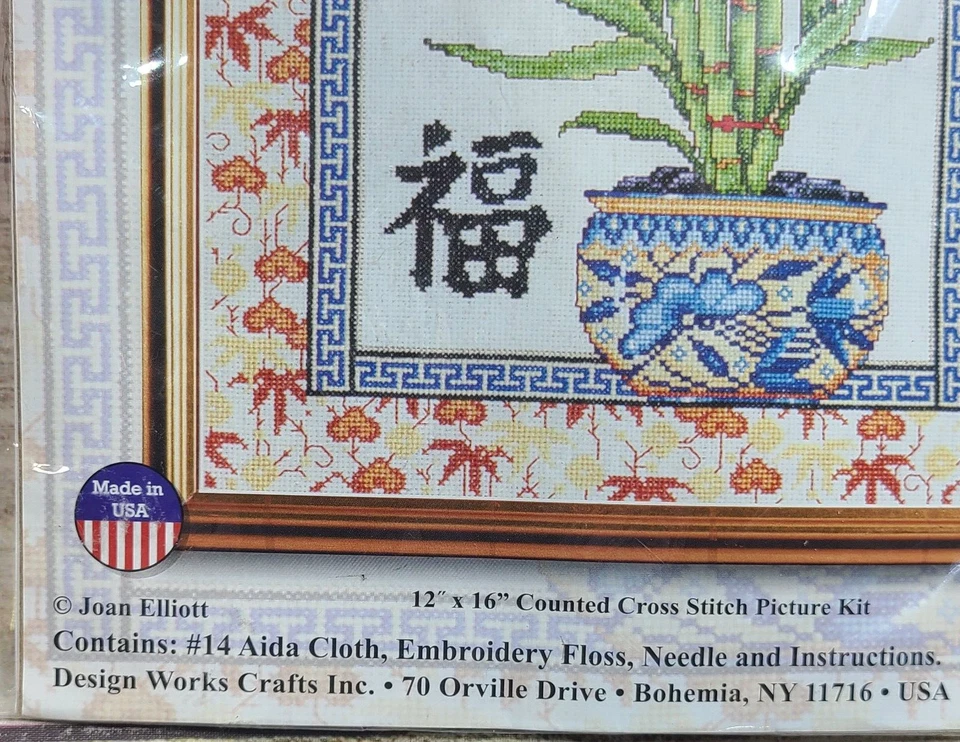 福
Made in
USA
© Joan Elliott
12″ x 16” Counted Cross Stitch Picture Kit
Contains: #14 Aida Cloth, Embroidery Floss, Needle and Instructions.
Design Works Crafts Inc. • 70 Orville Drive • Bohemia, NY 11716 • USA